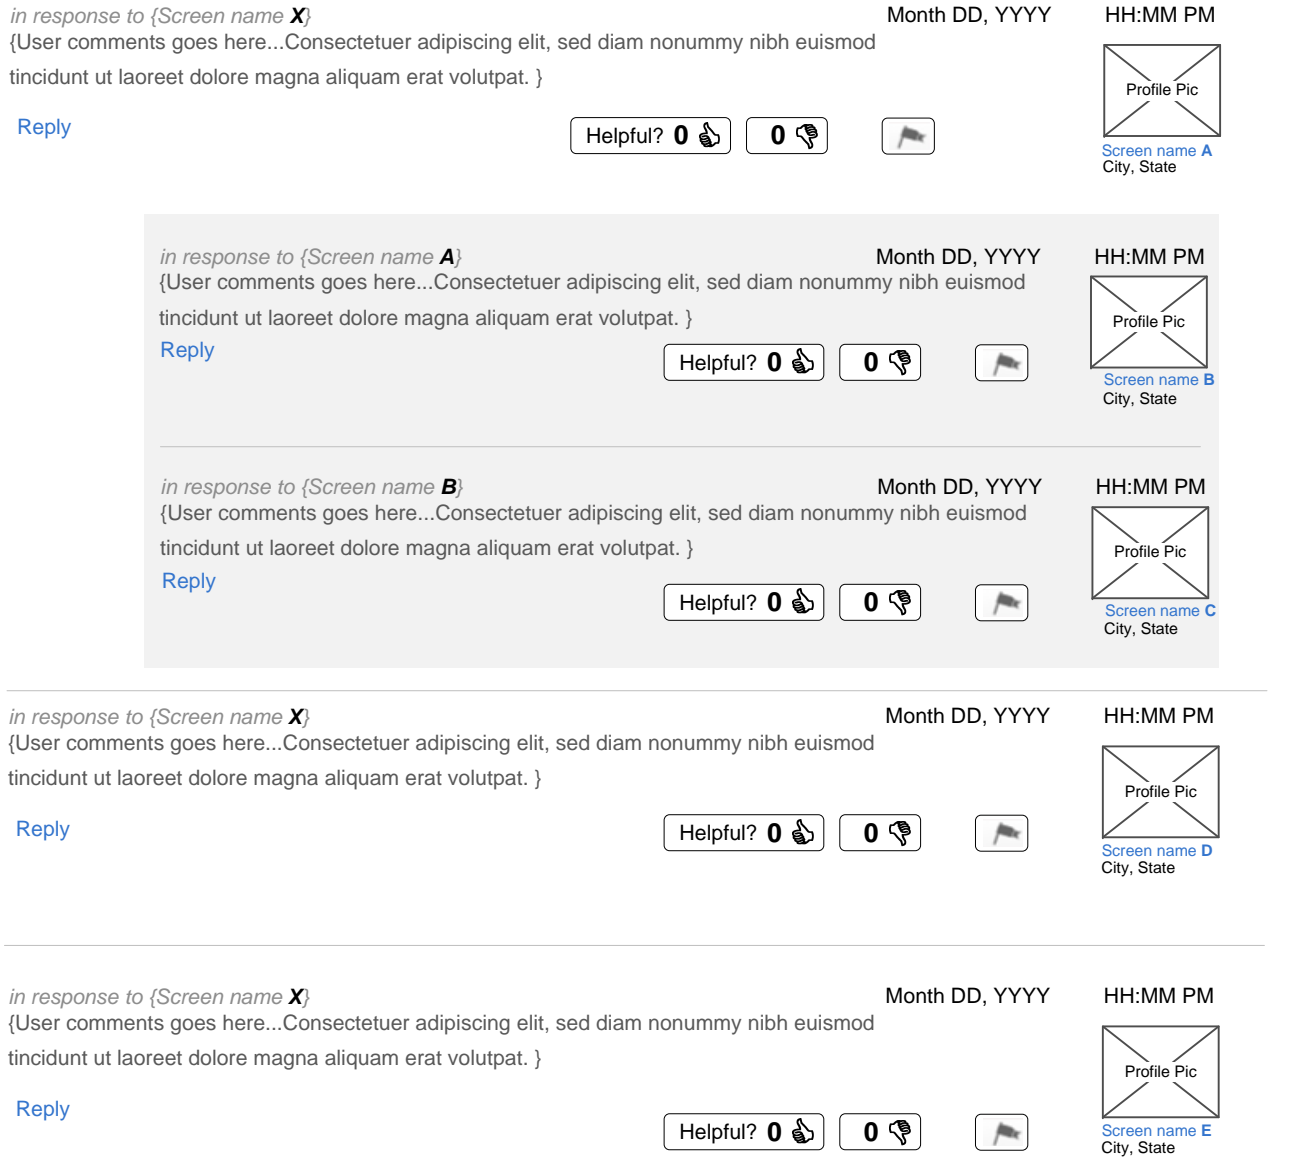 in response to {Screen name X} Month DD, YYYY HH:MM PM
{User comments goes here...Consectetuer adipiscing elit, sed diam nonummy nibh euismod
tincidunt ut laoreet dolore magna aliquam erat volutpat. }
Profile Pic
Reply
Helpful? 0 0
Screen name A
City, State
in response to {Screen name A} Month DD, YYYY HH:MM PM
{User comments goes here...Consectetuer adipiscing elit, sed diam nonummy nibh euismod
tincidunt ut laoreet dolore magna aliquam erat volutpat. }
Profile Pic
Reply
Helpful? 0 0
Screen name B
City, State
in response to {Screen name B} Month DD, YYYY HH:MM PM
{User comments goes here...Consectetuer adipiscing elit, sed diam nonummy nibh euismod
tincidunt ut laoreet dolore magna aliquam erat volutpat. }
Profile Pic
Reply
Helpful? 0 0
Screen name C
City, State
in response to {Screen name X} Month DD, YYYY HH:MM PM
{User comments goes here...Consectetuer adipiscing elit, sed diam nonummy nibh euismod
tincidunt ut laoreet dolore magna aliquam erat volutpat. }
Profile Pic
Reply
Helpful? 0 0
Screen name D
City, State
in response to {Screen name X} Month DD, YYYY HH:MM PM
{User comments goes here...Consectetuer adipiscing elit, sed diam nonummy nibh euismod
tincidunt ut laoreet dolore magna aliquam erat volutpat. }
Profile Pic
Reply
Helpful? 0 0
Screen name E
City, State